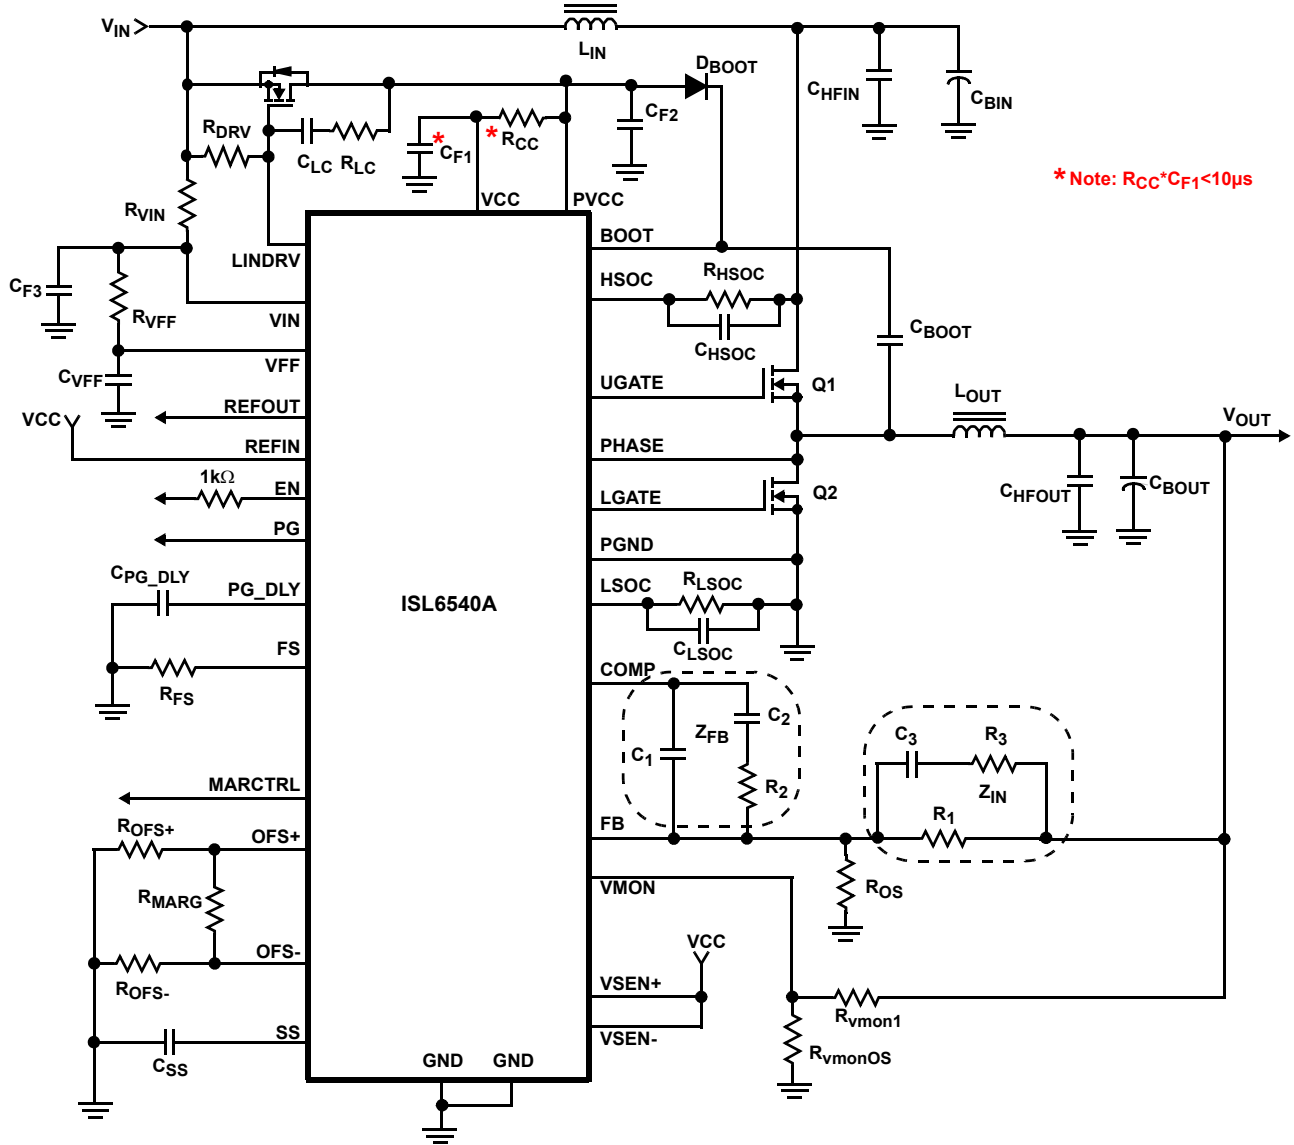 VIN
LIN
DBOOT
CHFIN
CBIN
RDRV
CLC
RLC
* CF1
* RCC
CF2
* Note: RCC*CF1<10µs
RVIN
VCC
PVCC
BOOT
LINDRV
HSOC
RHSOC
CHSOC
CF3
RVFF
VIN
CBOOT
VFF
CVFF
UGATE
Q1
LOUT
REFOUT
VCC
VOUT
REFIN
PHASE
1kΩ
EN
LGATE
Q2
CHFOUT
CBOUT
PG
PGND
CPG_DLY
PG_DLY
ISL6540A
LSOC
RLSOC
CLSOC
FS
RFS
COMP
C1
ZFB
C2
R2
C3
R3
ZIN
R1
MARCTRL
FB
ROFS+
OFS+
RMARG
ROS
VMON
OFS-
ROFS-
VCC
VSEN+
VSEN-
Rvmon1
RvmonOS
SS
CSS
GND
GND